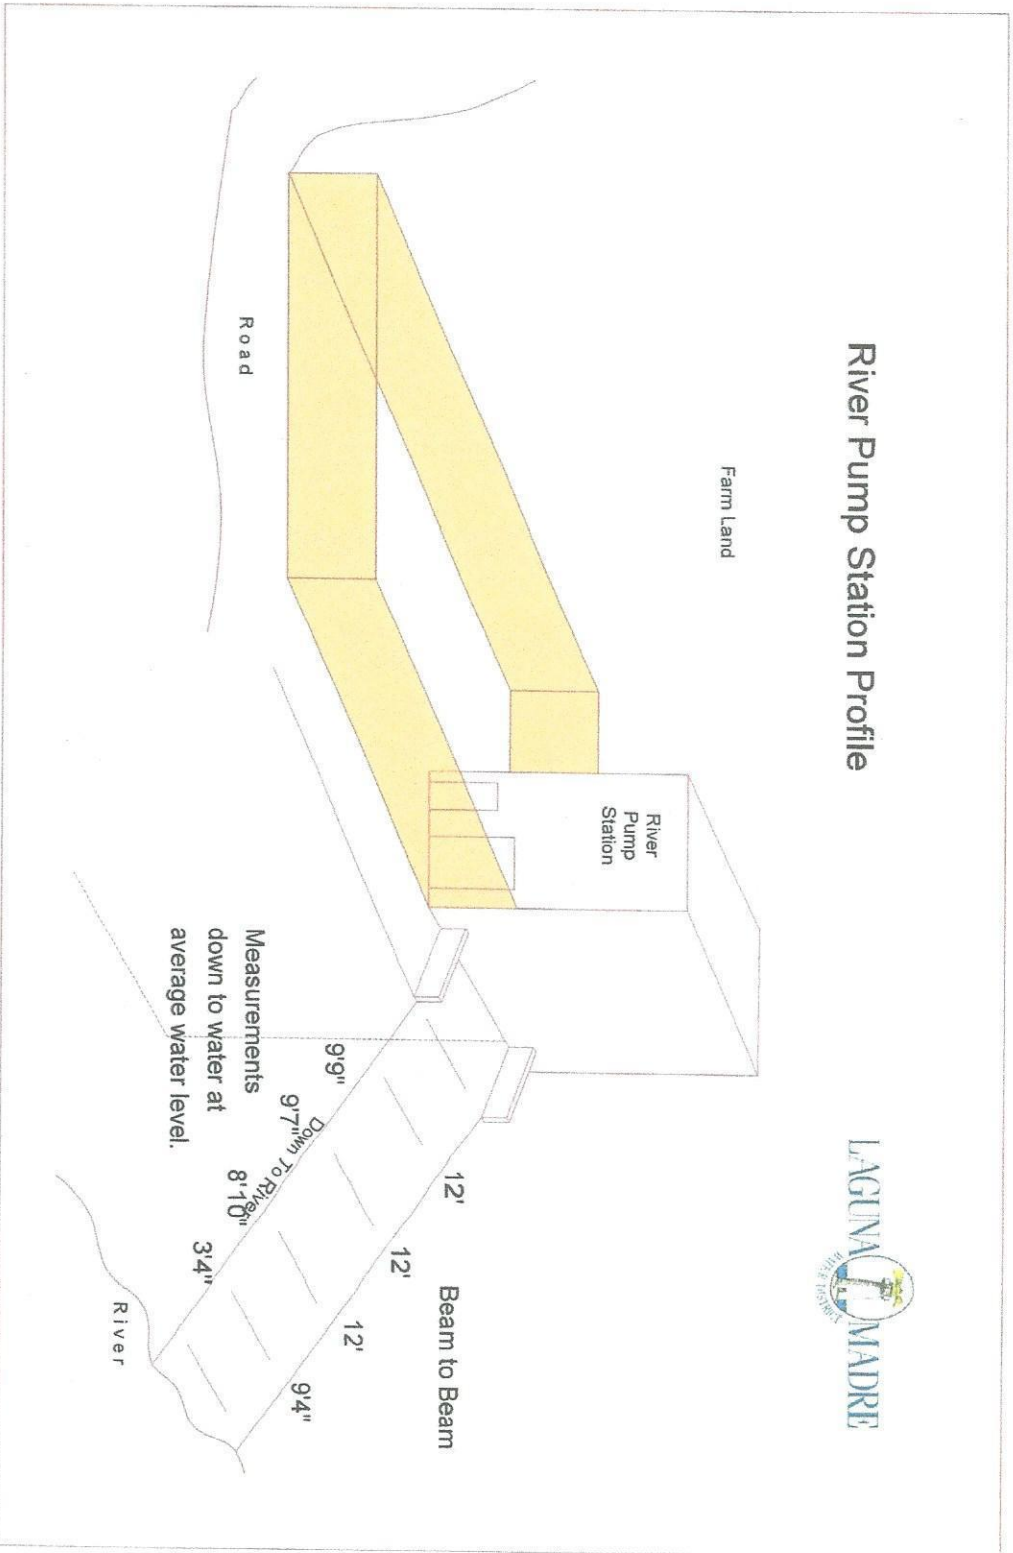 River Pump Station Profile
LAGUNA MADRE
WATER DISTRICT
Farm Land
River
Pump
Station
Road
Beam to Beam
12'
12'
12'
9'4"
Measurements
down to water at
average water level.
9'9"
9'7"
8'10"
3'4"
Down To River
River